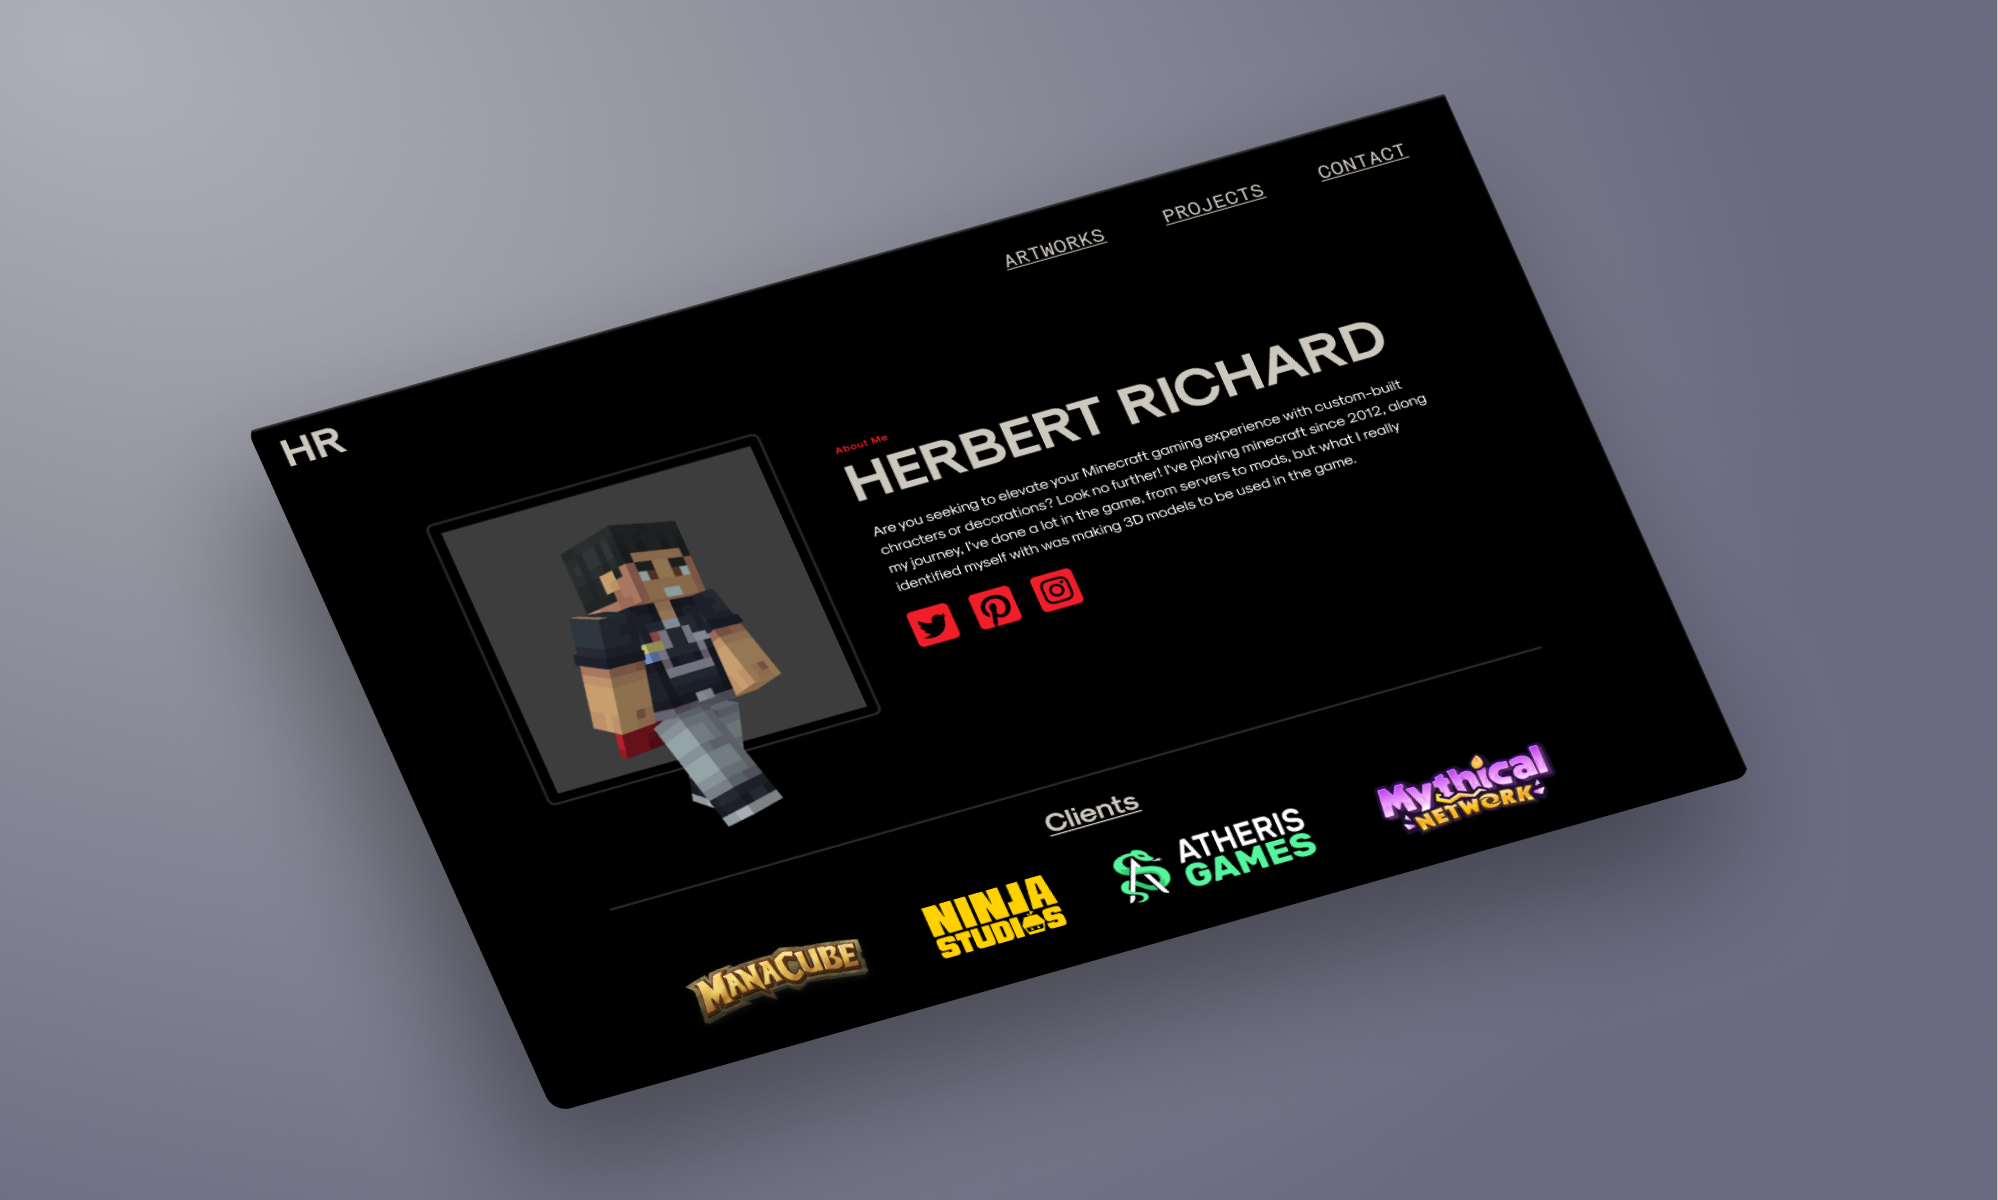 HR
ARTWORKS
PROJECTS
CONTACT
About Me
HERBERT RICHARD
Are you seeking to elevate your Minecraft gaming experience with custom-built
chracters or decorations? Look no further! I've playing minecraft since 2012, along
my journey, I've done a lot in the game, from servers to mods, but what I really
identified myself with was making 3D models to be used in the game.
Clients
MANACUBE
NINJA
STUDIOS
ATHERIS
GAMES
Mythical
NETWORK